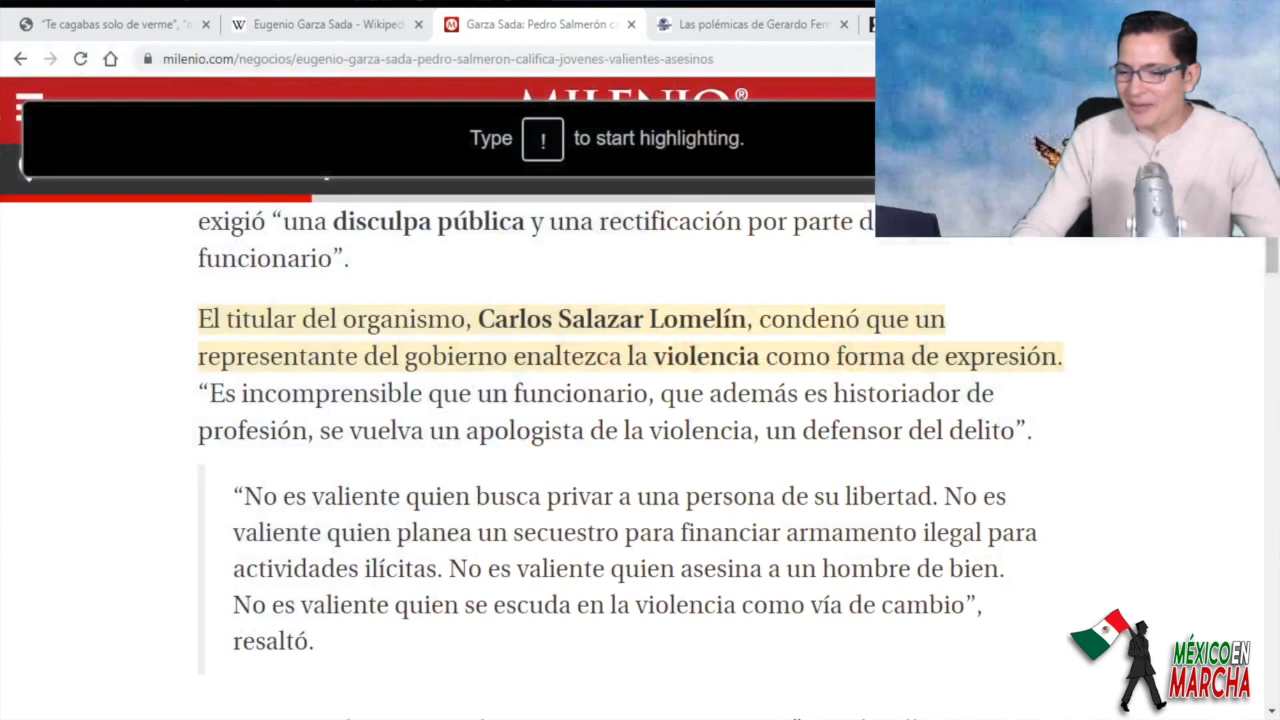 "Te cagabas solo de verme", "
Eugenio Garza Sada - Wikiped
Garza Sada: Pedro Salmerón ca
Las polémicas de Gerardo Fern
milenio.com/negocios/eugenio-garza-sada-pedro-salmeron-califica-jovenes-valientes-asesinos
MILENIO®
Type ! to start highlighting.
exigió “una disculpa pública y una rectificación por parte d
funcionario”.
El titular del organismo, Carlos Salazar Lomelín, condenó que un
representante del gobierno enaltezca la violencia como forma de expresión.
“Es incomprensible que un funcionario, que además es historiador de
profesión, se vuelva un apologista de la violencia, un defensor del delito”.
“No es valiente quien busca privar a una persona de su libertad. No es
valiente quien planea un secuestro para financiar armamento ilegal para
actividades ilícitas. No es valiente quien asesina a un hombre de bien.
No es valiente quien se escuda en la violencia como vía de cambio”,
resaltó.
MÉXICO EN
MARCHA